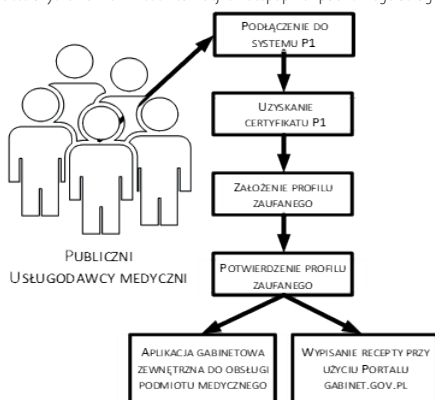 PODŁĄCZENIE DO
SYSTEMU P1
UZYSKANIE
CERTYFIKATU P1
ZAŁOŻENIE PROFILU
ZAUFANEGO
PUBLICZNI
USŁUGODAWCY MEDYCZNI
POTWIERDZENIE PROFILU
ZAUFANEGO
APLIKACJA GABINETOWA
ZEWNĘTRZNA DO OBSŁUGI
PODMIOTU MEDYCZNEGO
WYPISANIE RECEPTY PRZY
UŻYCIU PORTALU
GABINET.GOV.PL